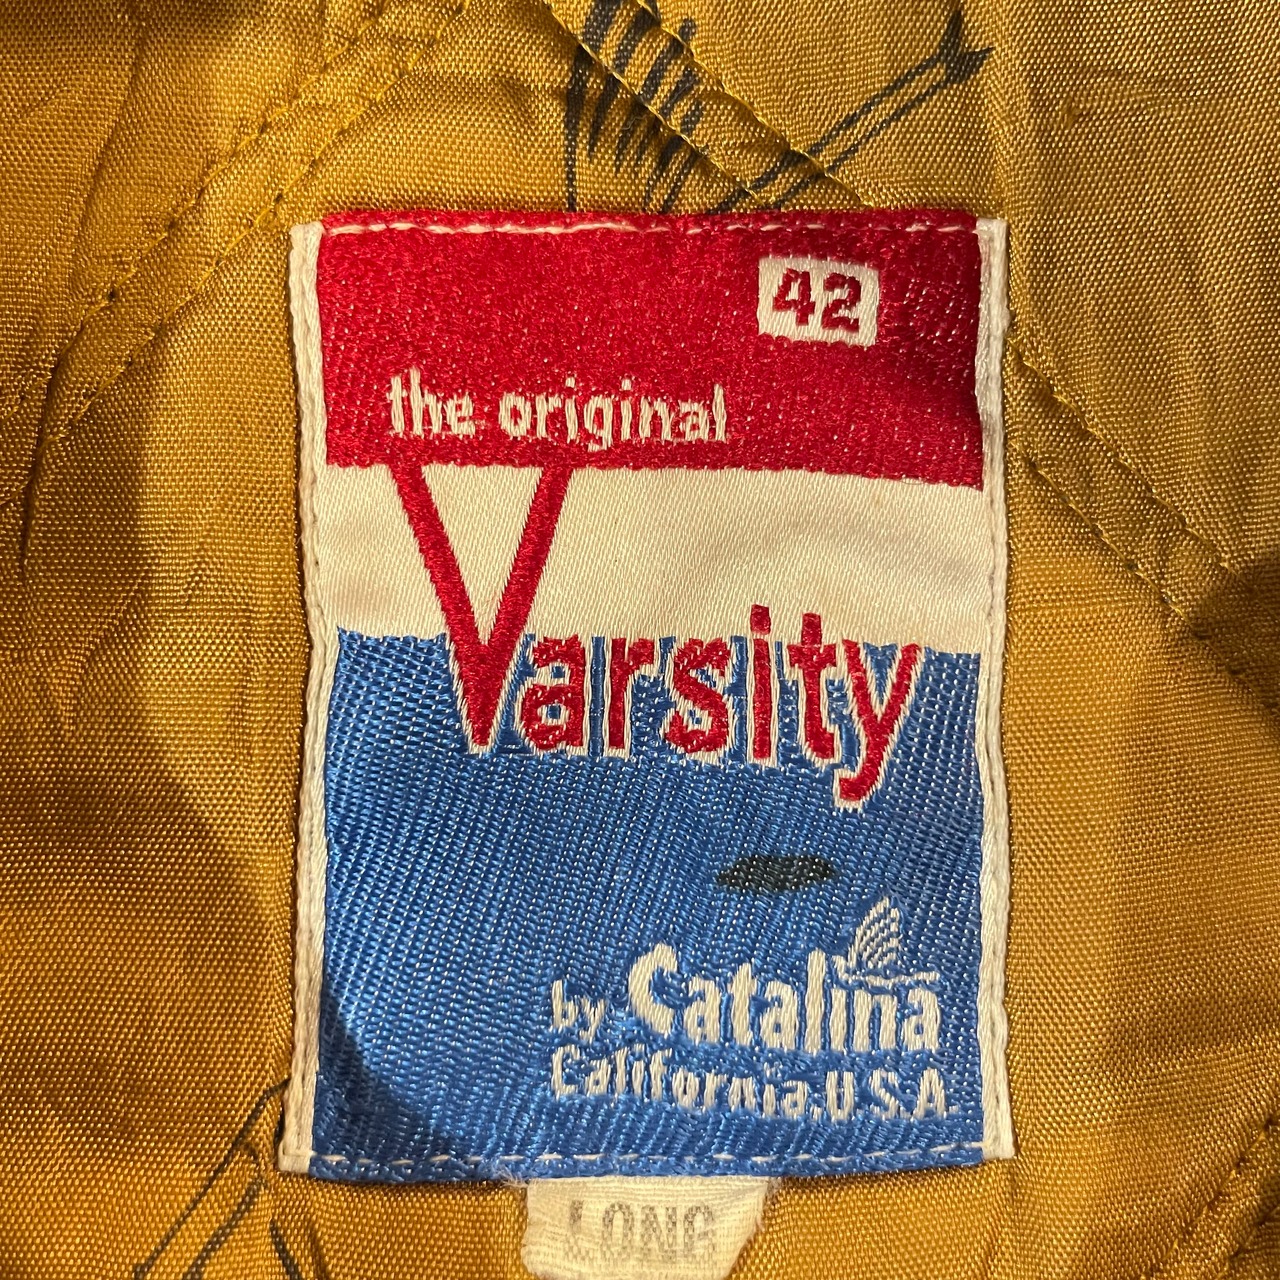 42
the original
Varsity
by Catalina
California, U.S.A.
LONG